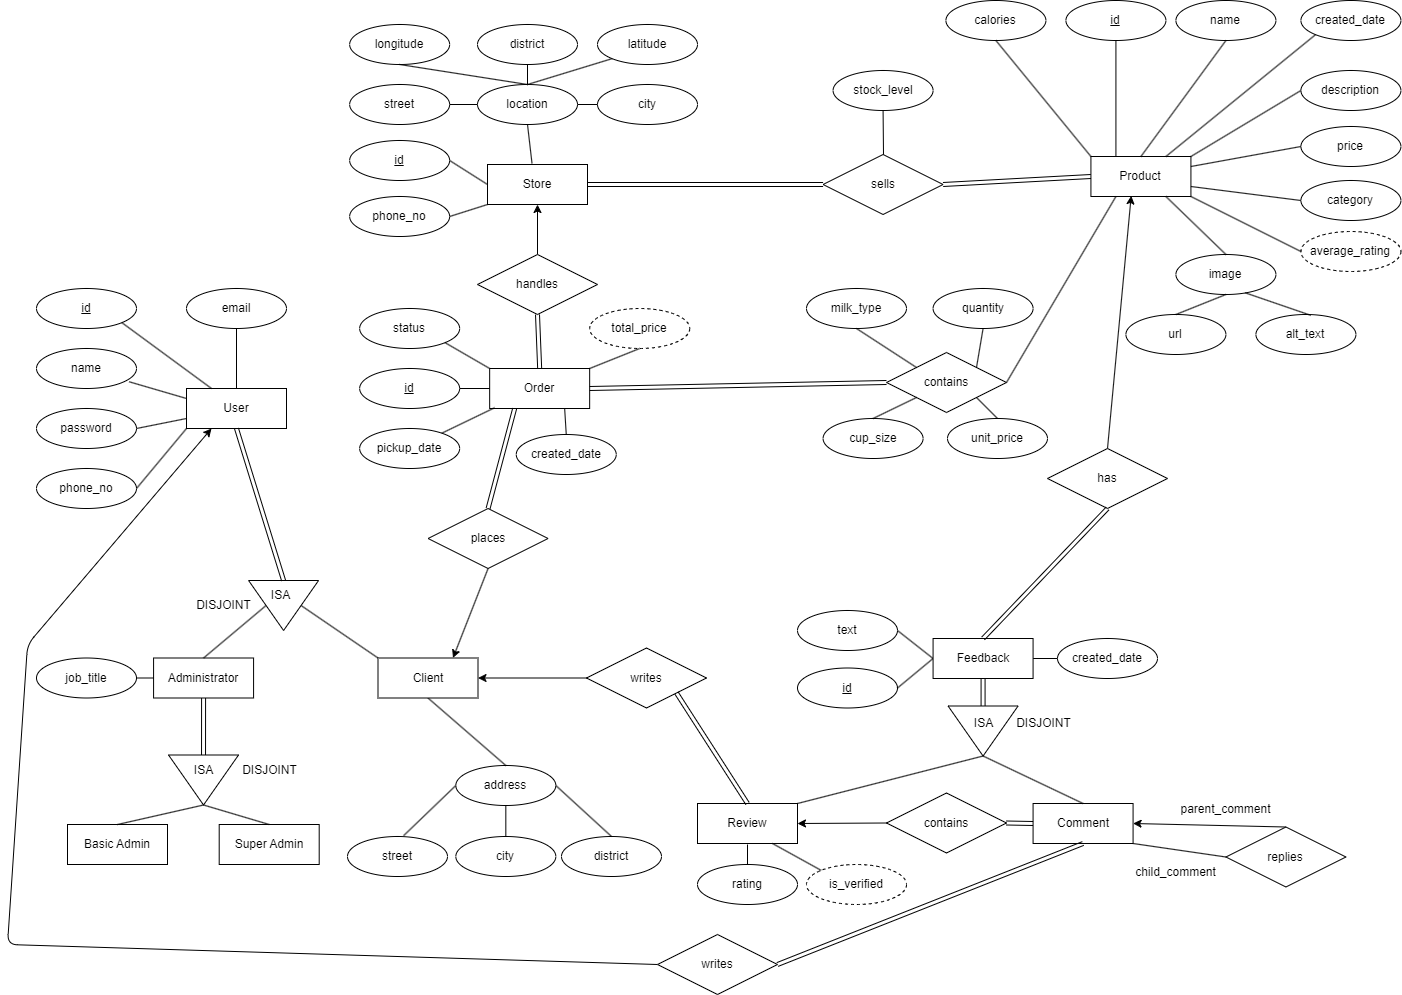 calories
id
name
created_date
longitude
district
latitude
stock_level
description
street
location
city
price
id
Store
sells
Product
category
phone_no
average_rating
image
handles
id
email
milk_type
quantity
status
total_price
url
alt_text
name
id
Order
contains
User
password
pickup_date
created_date
cup_size
unit_price
phone_no
has
places
ISA
DISJOINT
text
Feedback
created_date
job_title
Administrator
Client
writes
id
ISA
DISJOINT
ISA
DISJOINT
address
parent_comment
Review
contains
Comment
Basic Admin
Super Admin
street
city
district
replies
child_comment
rating
is_verified
writes